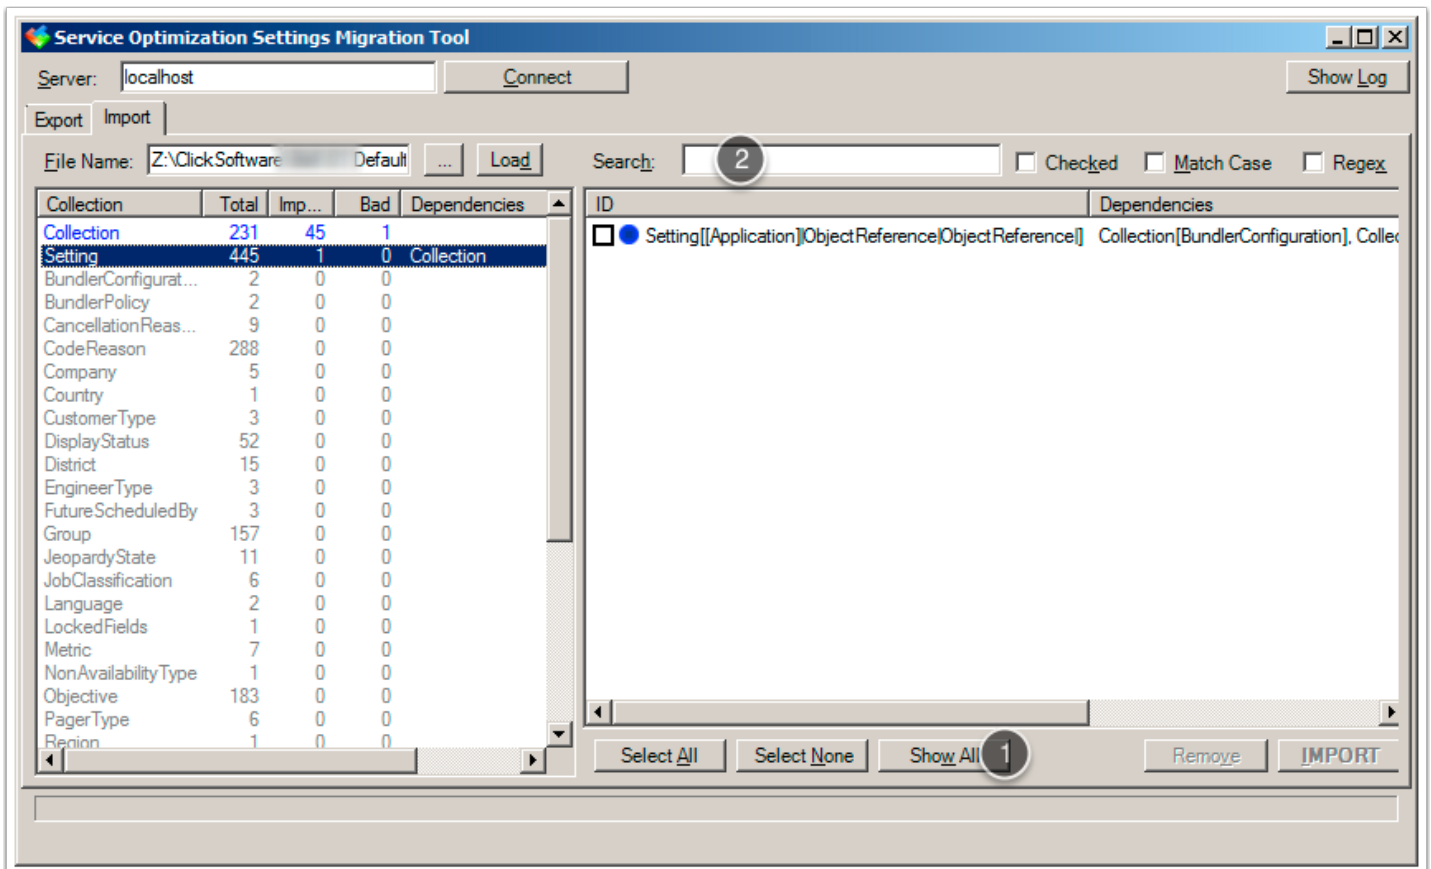 Service Optimization Settings Migration Tool
Server: localhost Connect Show Log
Export Import
File Name: Z:\ClickSoftware Default ... Load Search: 2 Checked Match Case Regex
Collection Total Imp... Bad Dependencies ID Dependencies
Collection 231 45 1 Setting[[Application]|ObjectReference|ObjectReference|] Collection[BundlerConfiguration], Collec
Setting 445 1 0 Collection
BundlerConfigurat... 2 0 0
BundlerPolicy 2 0 0
CancellationReas... 9 0 0
CodeReason 288 0 0
Company 5 0 0
Country 1 0 0
CustomerType 3 0 0
DisplayStatus 52 0 0
District 15 0 0
EngineerType 3 0 0
FutureScheduledBy 3 0 0
Group 157 0 0
JeopardyState 11 0 0
JobClassification 6 0 0
Language 2 0 0
LockedFields 1 0 0
Metric 7 0 0
NonAvailabilityType 1 0 0
Objective 183 0 0
PagerType 6 0 0
Region 1 0 0
Select All Select None Show All 1 Remove IMPORT